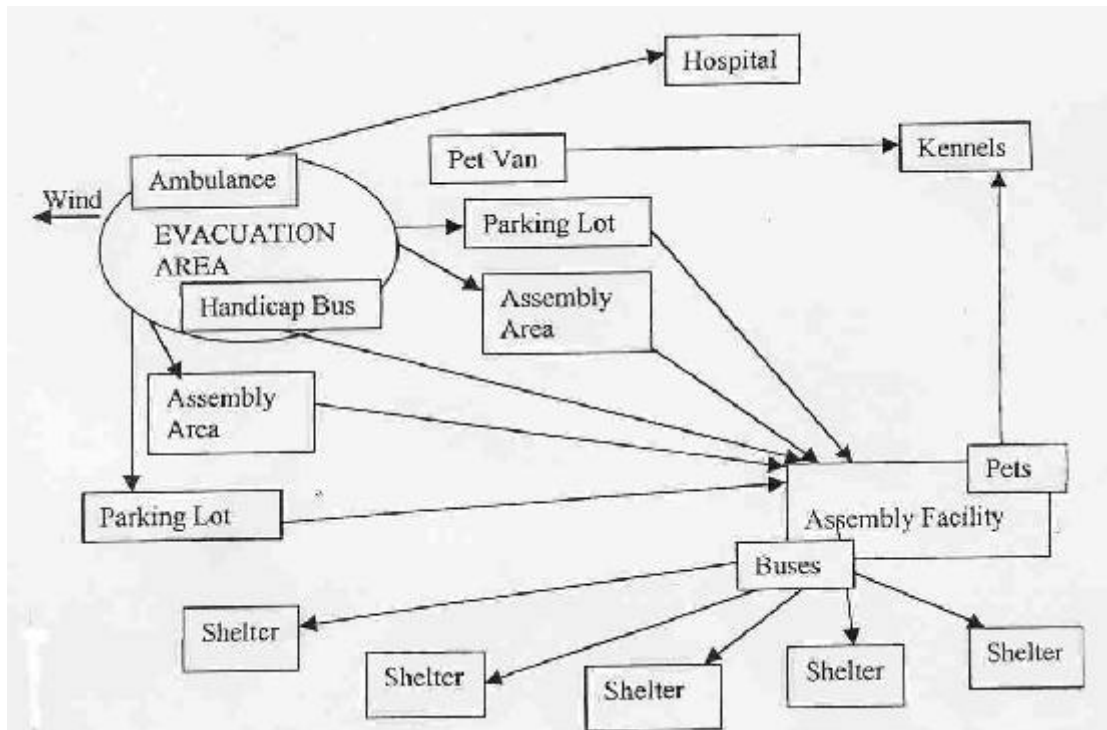 Hospital
Pet Van
Kennels
Ambulance
Wind
Parking Lot
EVACUATION
AREA
Assembly
Area
Handicap Bus
Assembly
Area
Pets
Parking Lot
Assembly Facility
Buses
Shelter
Shelter
Shelter
Shelter
Shelter